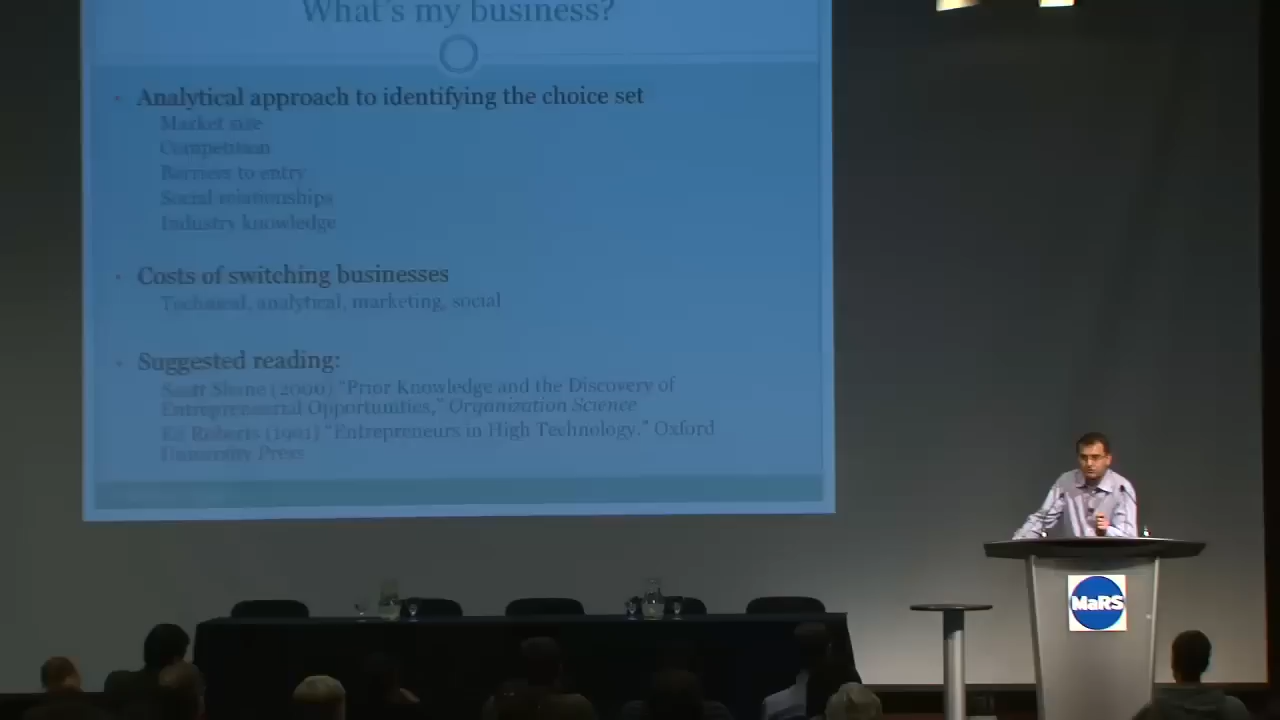 What's my business?
Analytical approach to identifying the choice set
Market size
Competition
Barriers to entry
Social relationships
Industry knowledge
Costs of switching businesses
Technical, analytical, marketing, social
Suggested reading:
Scott Shane (2000) “Prior Knowledge and the Discovery of
Entrepreneurial Opportunities,” Organization Science
Ed Roberts (1991) “Entrepreneurs in High Technology.” Oxford
University Press
MaRS